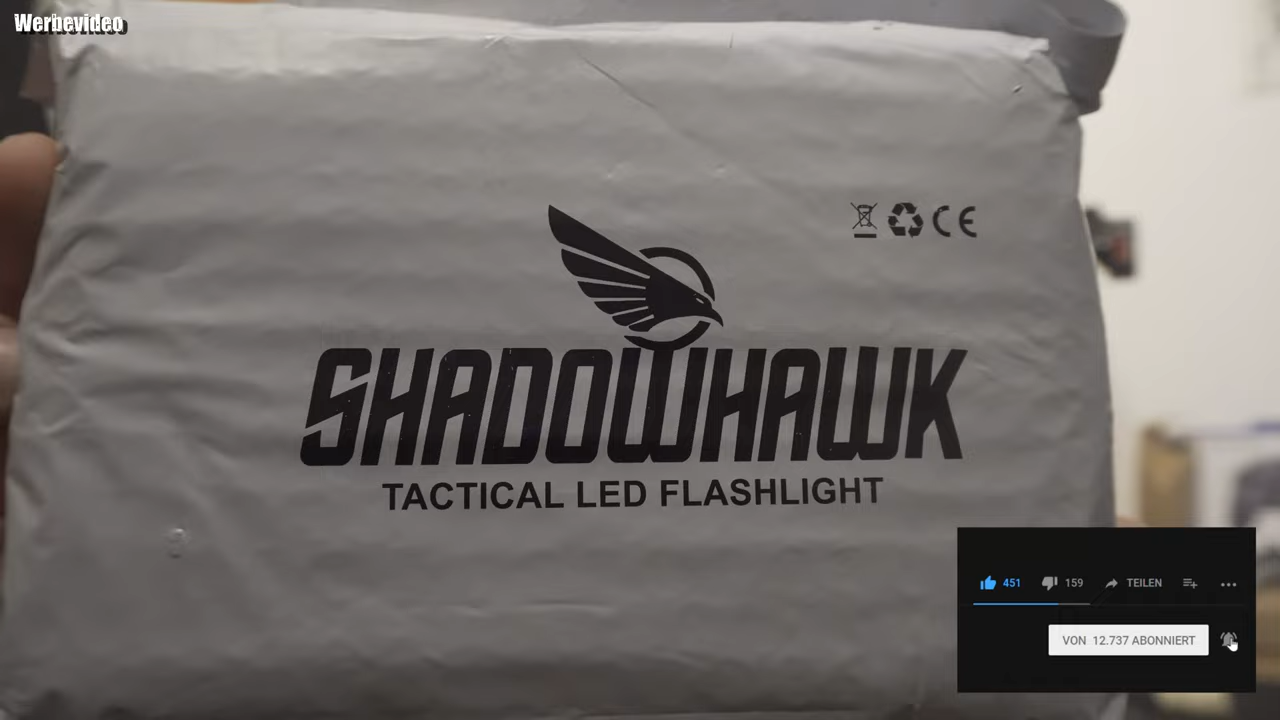 Werbevideo
CE
SHADOWHAWK
TACTICAL LED FLASHLIGHT
451 159 TEILEN
VON 12.737 ABONNIERT